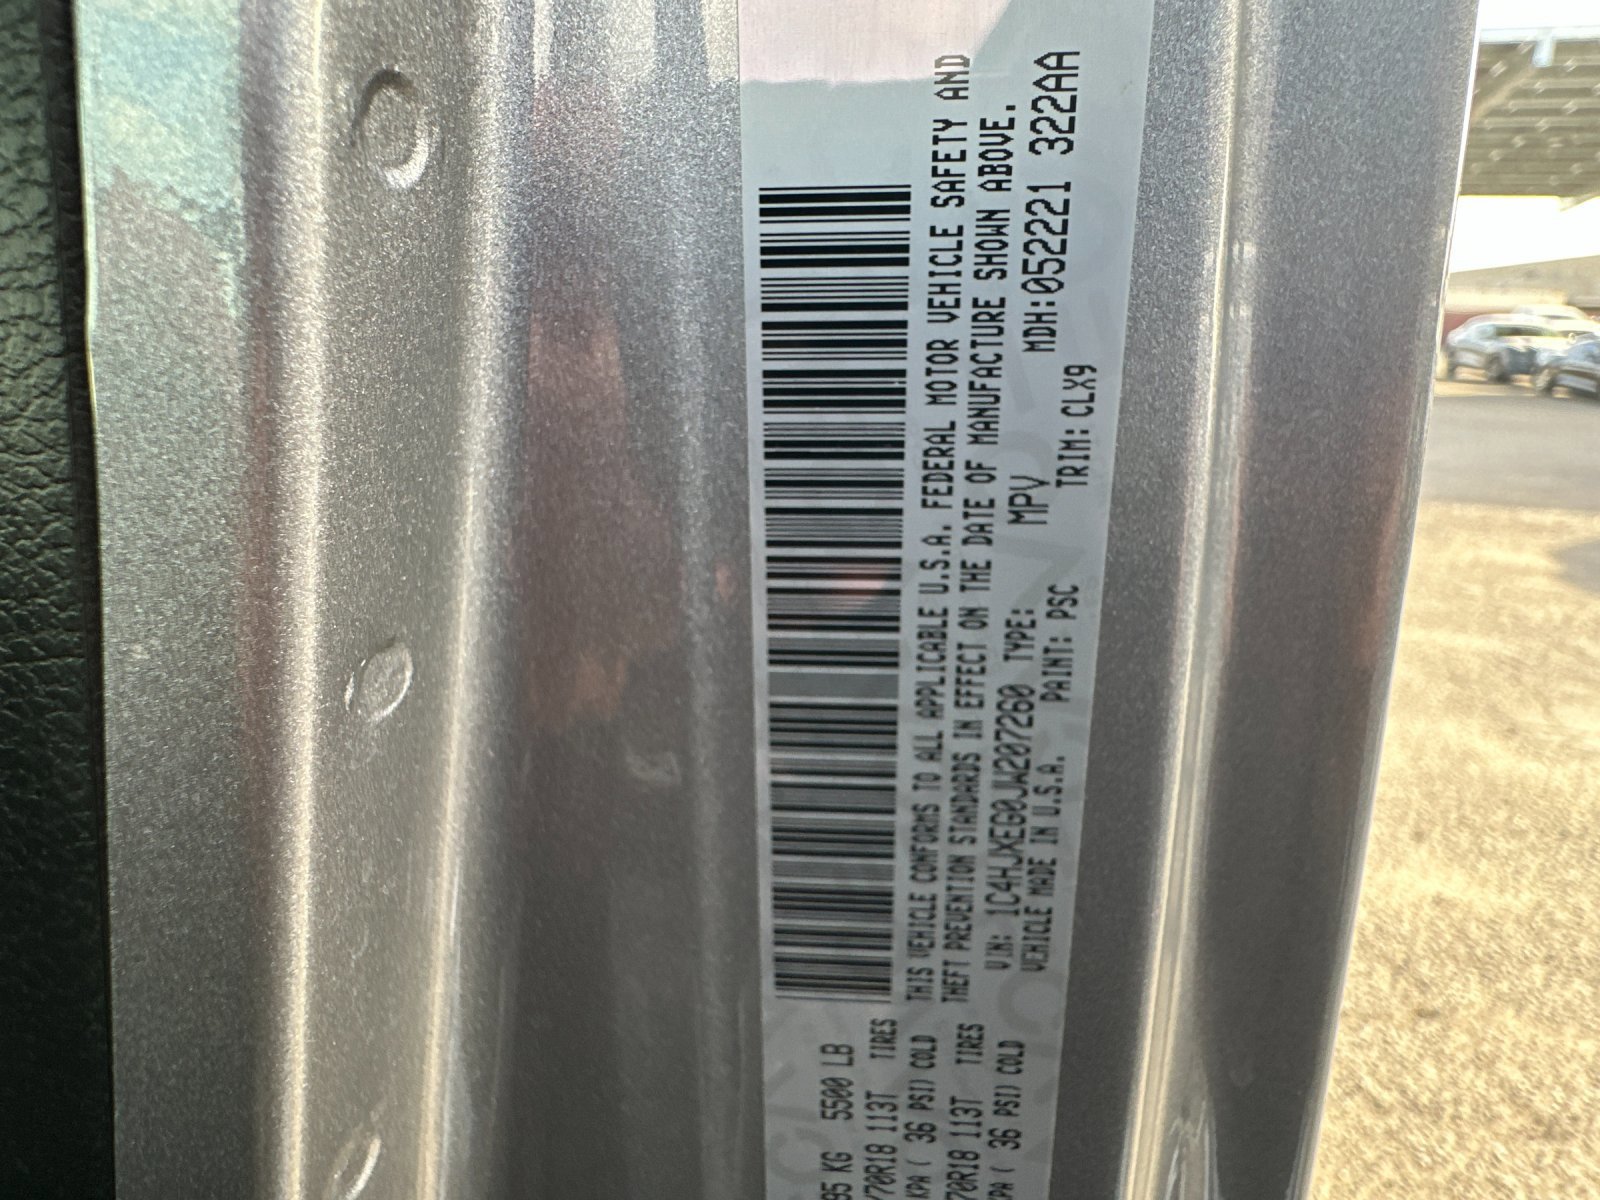 95 KG 5500 LB
/70R18 113T TIRES
KPA ( 36 PSI) COLD
70R18 113T TIRES
PA ( 36 PSI) COLD
THIS VEHICLE CONFORMS TO ALL APPLICABLE U.S.A. FEDERAL MOTOR VEHICLE SAFETY AND
THEFT PREVENTION STANDARDS IN EFFECT ON THE DATE OF MANUFACTURE SHOWN ABOVE.
VIN: 1C4HJXEG0JW207260 TYPE: MPV
VEHICLE MADE IN U.S.A. PAINT: PSC TRIM: CLX9 MDH:052221 322AA